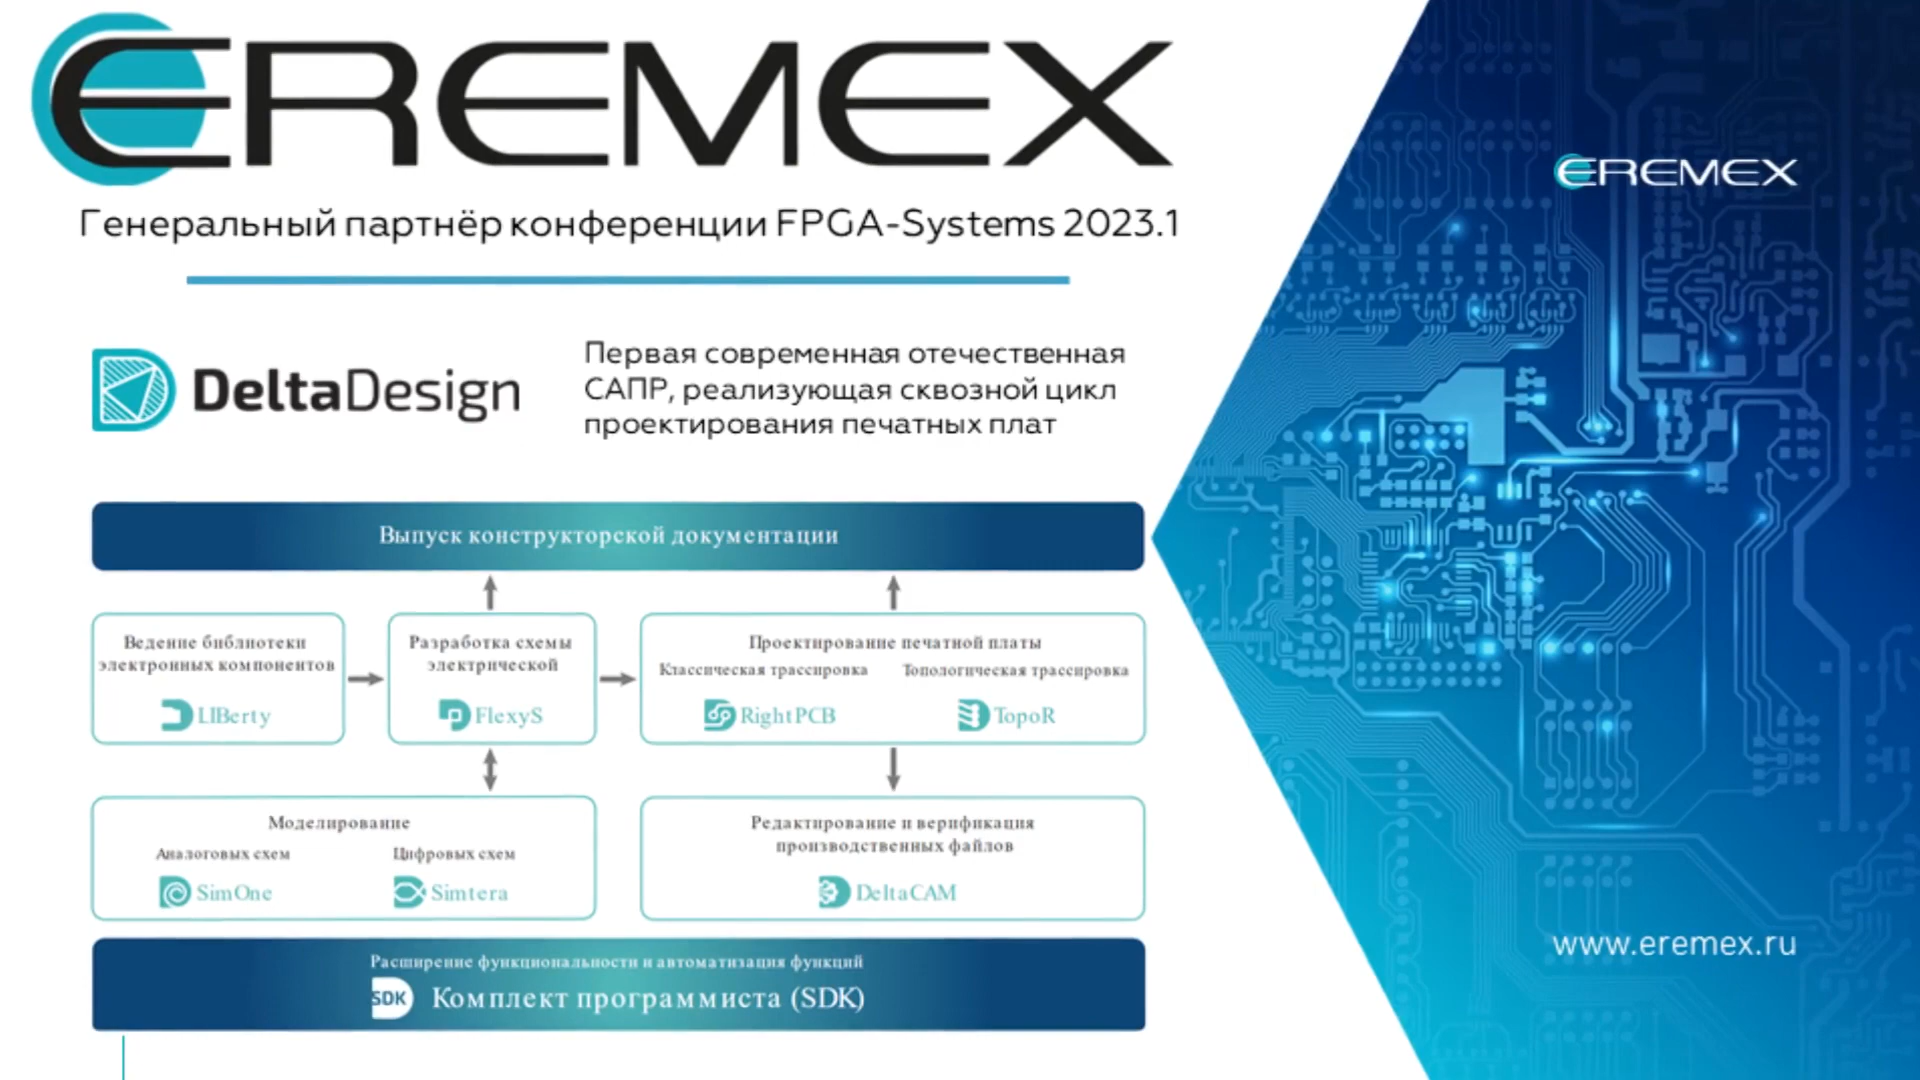 EREMEX
Генеральный партнёр конференции FPGA-Systems 2023.1
EREMEX
DeltaDesign
Первая современная отечественная
САПР, реализующая сквозной цикл
проектирования печатных плат
Выпуск конструкторской документации
Ведение библиотеки
электронных компонентов
LIBerty
Разработка схемы
электрической
FlexyS
Проектирование печатной платы
Классическая трассировка
RightPCB
Топологическая трассировка
TopoR
Моделирование
Аналоговых схем
SimOne
Цифровых схем
Simtera
Редактирование и верификация
производственных файлов
DeltaCAM
Расширение функциональности и автоматизация функций
SDK Комплект программиста (SDK)
www.eremex.ru